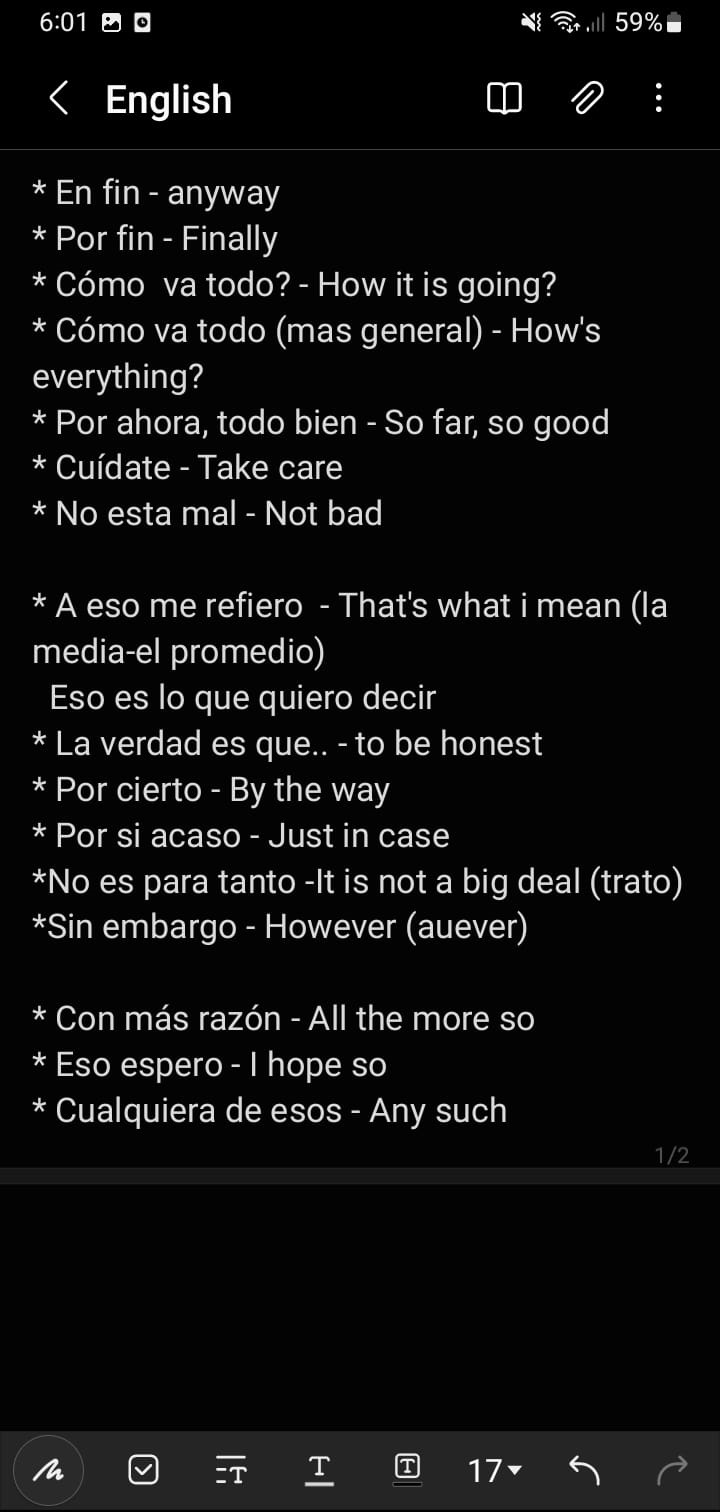 6:01 59%
English
* En fin - anyway
* Por fin - Finally
* Cómo  va todo? - How it is going?
* Cómo va todo (mas general) - How's
everything?
* Por ahora, todo bien - So far, so good
* Cuídate - Take care
* No esta mal - Not bad
* A eso me refiero  - That's what i mean (la
media-el promedio)
Eso es lo que quiero decir
* La verdad es que.. - to be honest
* Por cierto - By the way
* Por si acaso - Just in case
*No es para tanto -It is not a big deal (trato)
*Sin embargo - However (auever)
* Con más razón - All the more so
* Eso espero - I hope so
* Cualquiera de esos - Any such
1/2
17